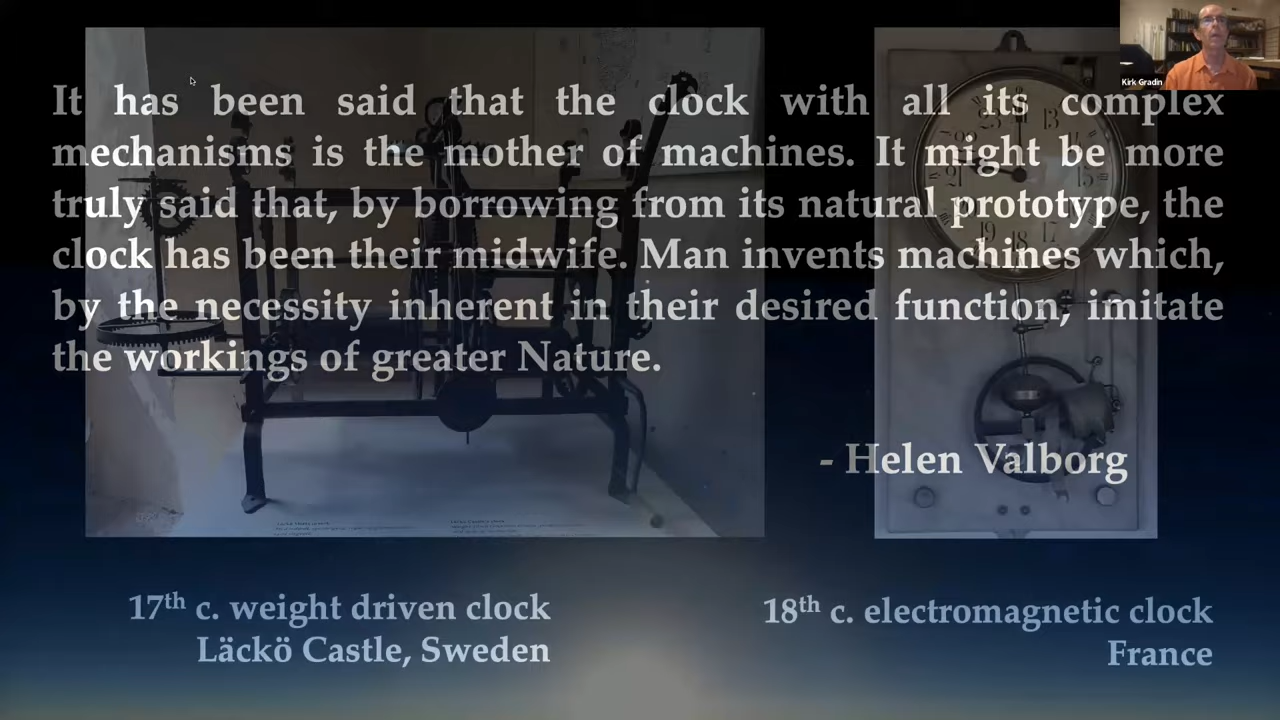 It has been said that the clock with all its complex
mechanisms is the mother of machines. It might be more
truly said that, by borrowing from its natural prototype, the
clock has been their midwife. Man invents machines which,
by the necessity inherent in their desired function, imitate
the workings of greater Nature.
- Helen Valborg
17th c. weight driven clock
Läckö Castle, Sweden
18th c. electromagnetic clock
France
Kirk Gradin